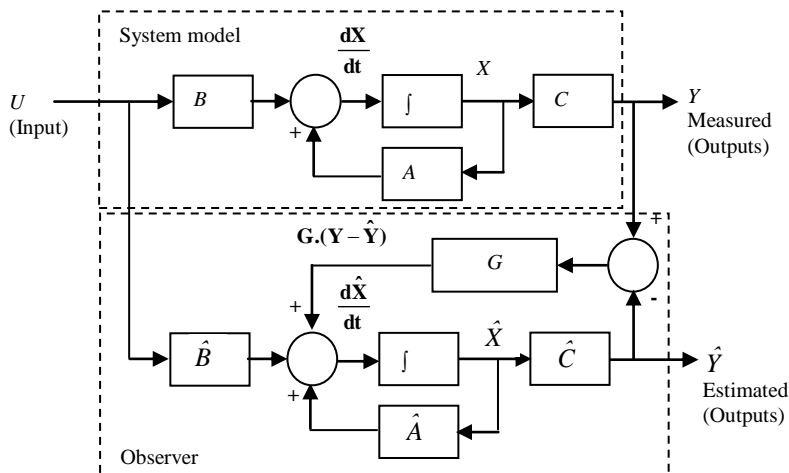 System model
dX
dt
U
(Input)
B
∫
X
C
Y
Measured
(Outputs)
+
A
G.(Y – Ŷ)
+
G
-
dX̂
dt
+
B̂
∫
X̂
Ĉ
Ŷ
Estimated
(Outputs)
+
Â
Observer